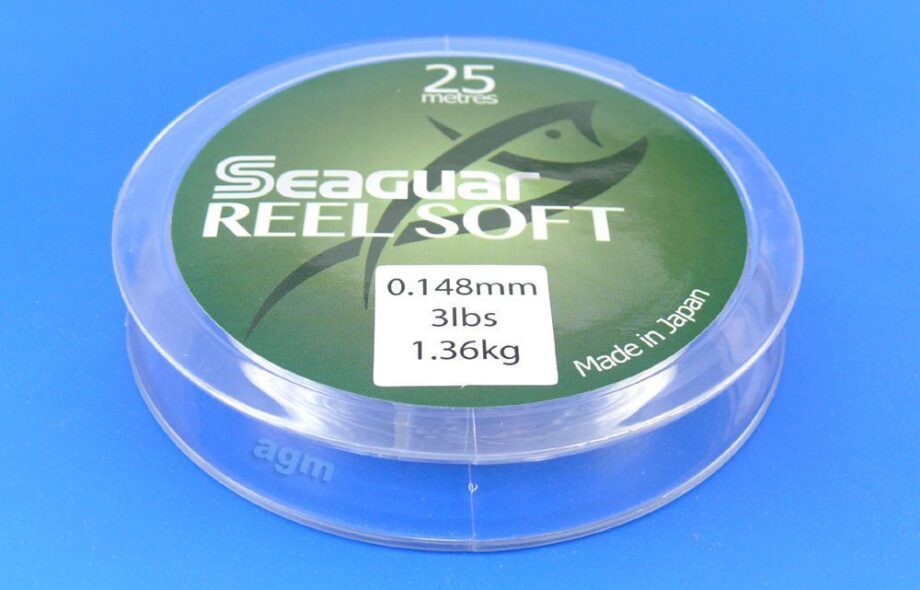 25
metres
Seaguar
REEL SOFT
0.148mm
3lbs
1.36kg
Made in Japan
agm